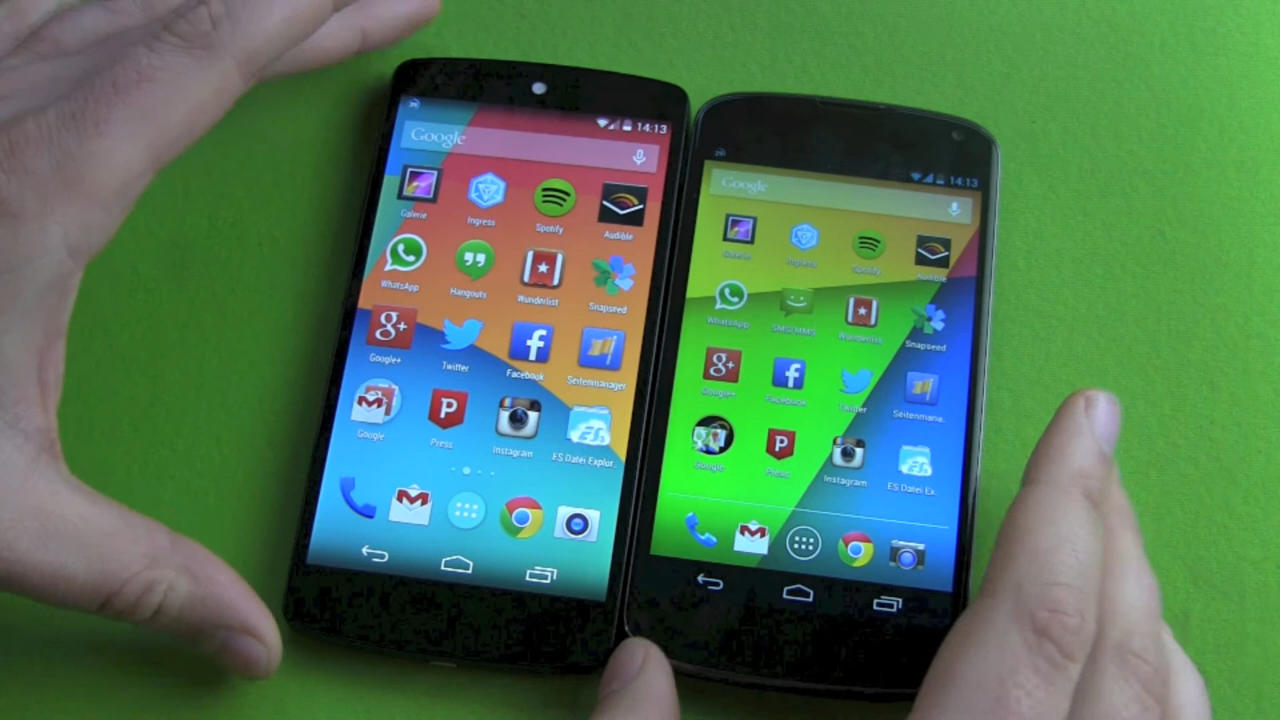 14:13
Google
Galerie
Ingress
Spotify
Audible
WhatsApp
Hangouts
Wunderlist
Snapseed
g+
Google+
Twitter
f
Facebook
Seitenmanager
Google
P
Press
Instagram
ES
ES Datei Explor..
14:13
Google
Galerie
Ingress
Spotify
Audible
WhatsApp
SMS/MMS
Wunderlist
Snapseed
g+
Google+
f
Facebook
Twitter
Seitenmana..
Google
P
Press
Instagram
ES
ES Datei Ex..